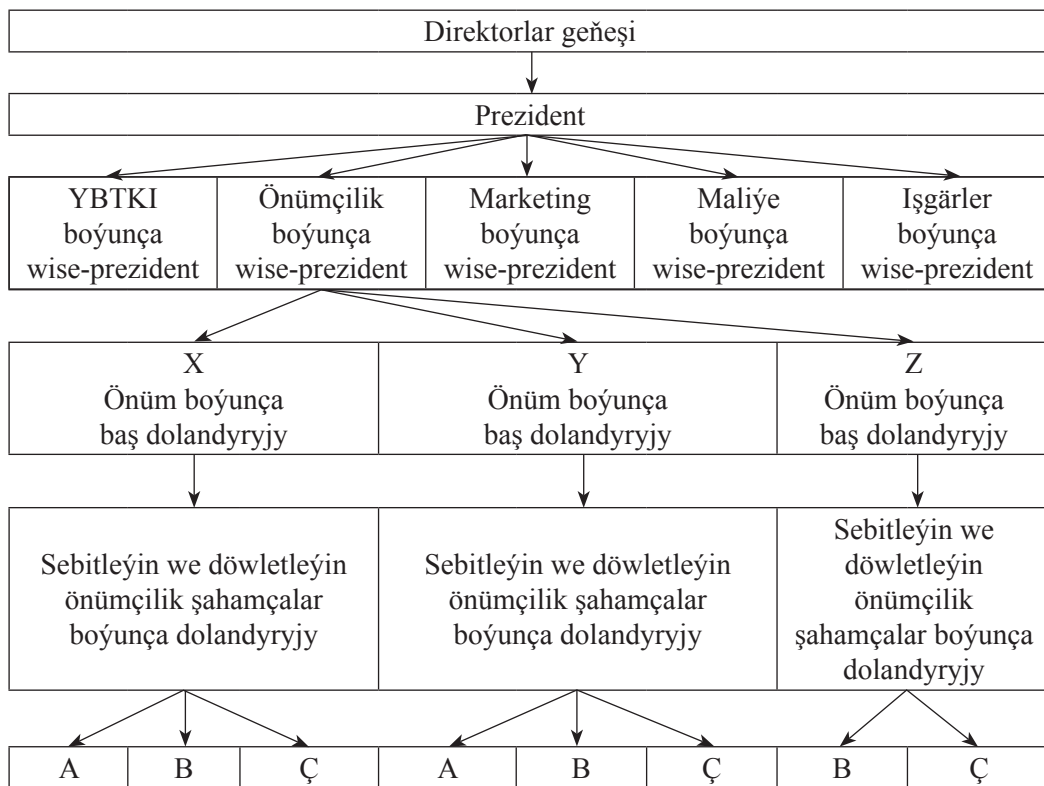 Direktorlar geňeşi
Prezident
YBTKI
boýunça
wise-prezident
Önümçilik
boýunça
wise-prezident
Marketing
boýunça
wise-prezident
Maliýe
boýunça
wise-prezident
Işgärler
boýunça
wise-prezident
X
Önüm boýunça
baş dolandyryjy
Y
Önüm boýunça
baş dolandyryjy
Z
Önüm boýunça
baş dolandyryjy
Sebitleýin we döwletleýin
önümçilik şahamçalar
boýunça dolandyryjy
Sebitleýin we döwletleýin
önümçilik şahamçalar
boýunça dolandyryjy
Sebitleýin we
döwletleýin
önümçilik
şahamçalar boýunça
dolandyryjy
A
B
Ç
A
B
Ç
B
Ç